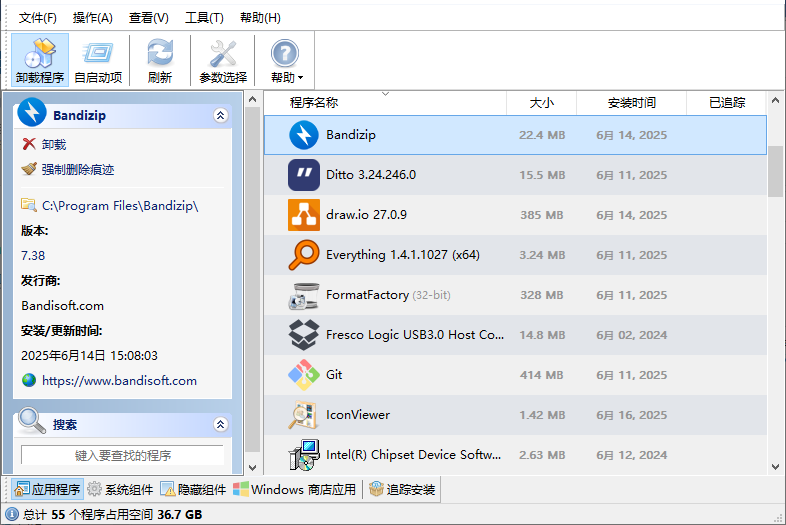 文件(F) 操作(A) 查看(V) 工具(T) 帮助(H)
卸载程序 自启动项 刷新 参数选择 帮助
Bandizip
卸载
强制删除痕迹
C:\Program Files\Bandizip\
版本:
7.38
发行商:
Bandisoft.com
安装/更新时间:
2025年6月14日 15:08:03
https://www.bandisoft.com
搜索
键入要查找的程序
程序名称 大小 安装时间 已追踪
Bandizip 22.4 MB 6月 14, 2025
Ditto 3.24.246.0 15.5 MB 6月 11, 2025
draw.io 27.0.9 385 MB 6月 14, 2025
Everything 1.4.1.1027 (x64) 3.24 MB 6月 11, 2025
FormatFactory (32-bit) 328 MB 6月 11, 2025
Fresco Logic USB3.0 Host Co... 14.8 MB 6月 02, 2024
Git 414 MB 6月 11, 2025
IconViewer 1.42 MB 6月 16, 2025
Intel(R) Chipset Device Softw... 2.63 MB 6月 12, 2024
应用程序 系统组件 隐藏组件 Windows 商店应用 追踪安装
总计 55 个程序占用空间 36.7 GB